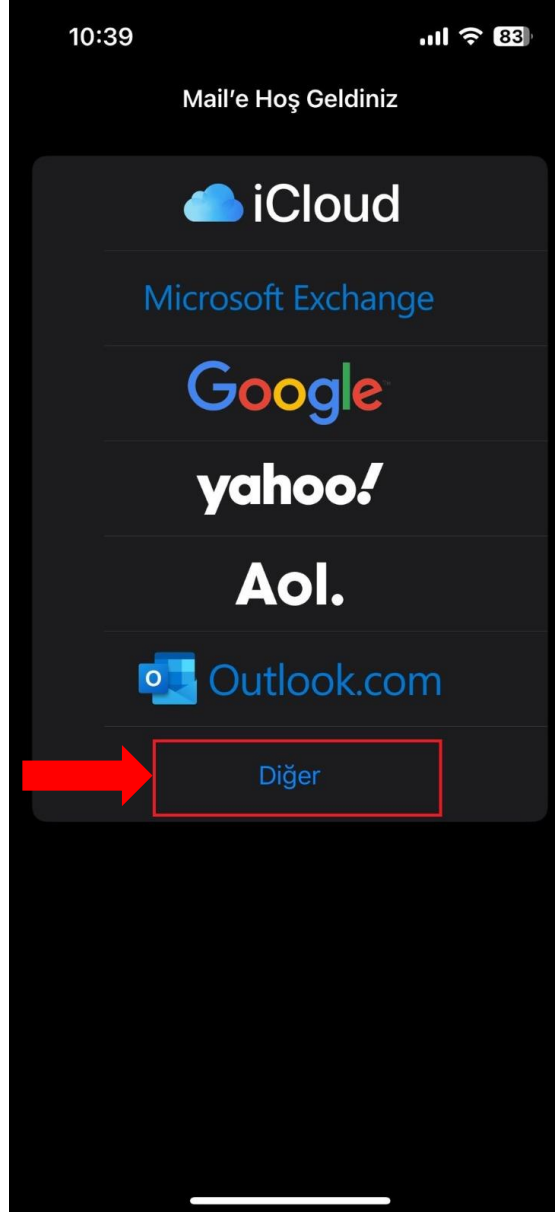 10:39
83
Mail'e Hoş Geldiniz
iCloud
Microsoft Exchange
Google
yahoo!
Aol.
Outlook.com
Diğer